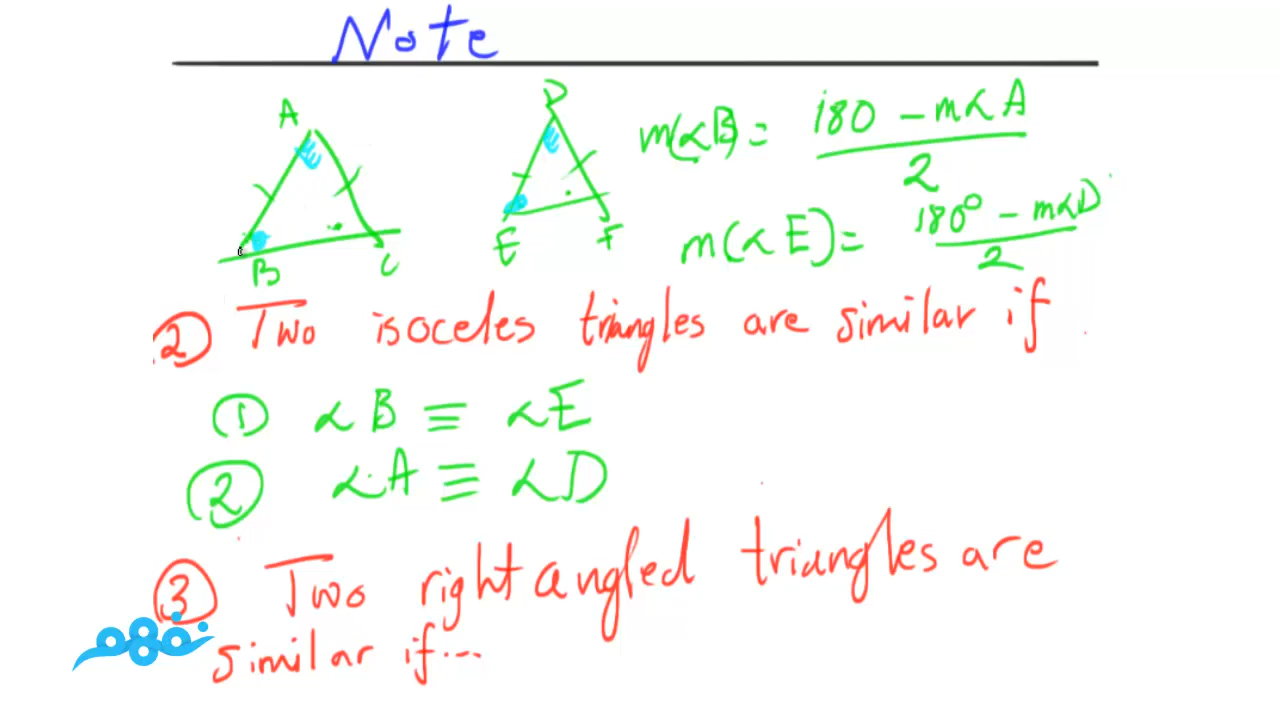 Note
A
D
B
C
E
F
m(∠B) = 180 - m∠A / 2
m(∠E) = 180° - m∠D / 2
2 Two isoceles triangles are similar if
1 ∠B ≡ ∠E
2 ∠A ≡ ∠D
3 Two right angled triangles are
similar if ...